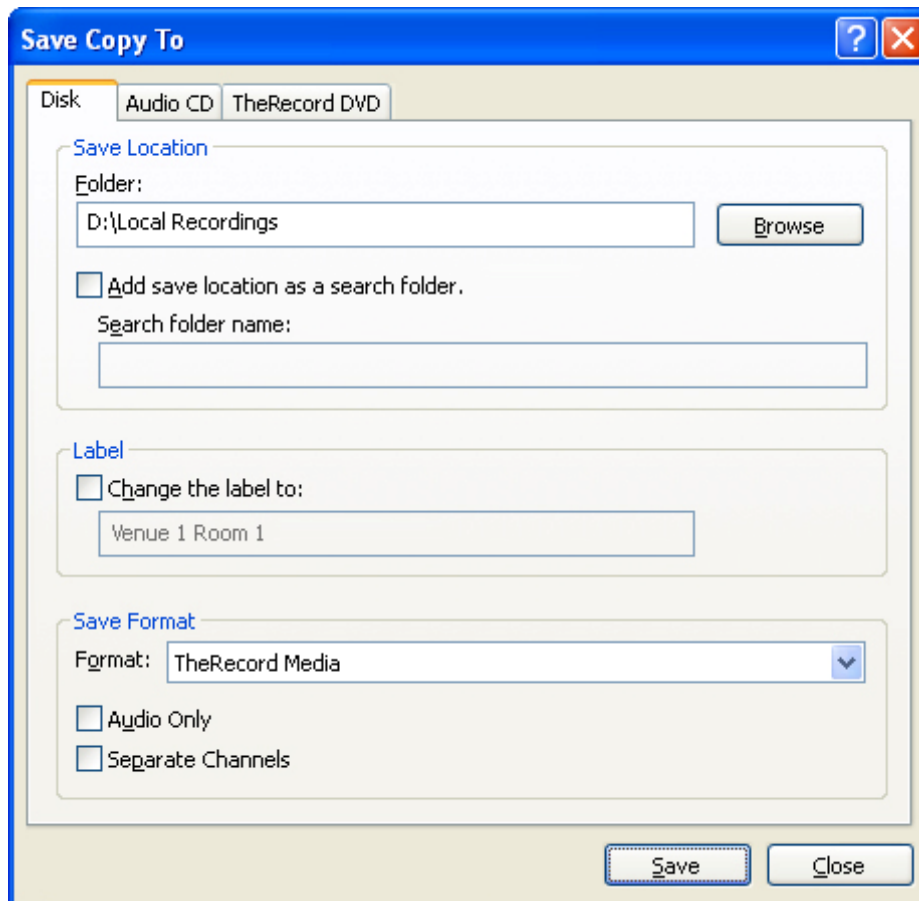 Save Copy To
Disk Audio CD TheRecord DVD
Save Location
Folder:
D:\Local Recordings Browse
Add save location as a search folder.
Search folder name:
Label
Change the label to:
Venue 1 Room 1
Save Format
Format: TheRecord Media
Audio Only
Separate Channels
Save Close